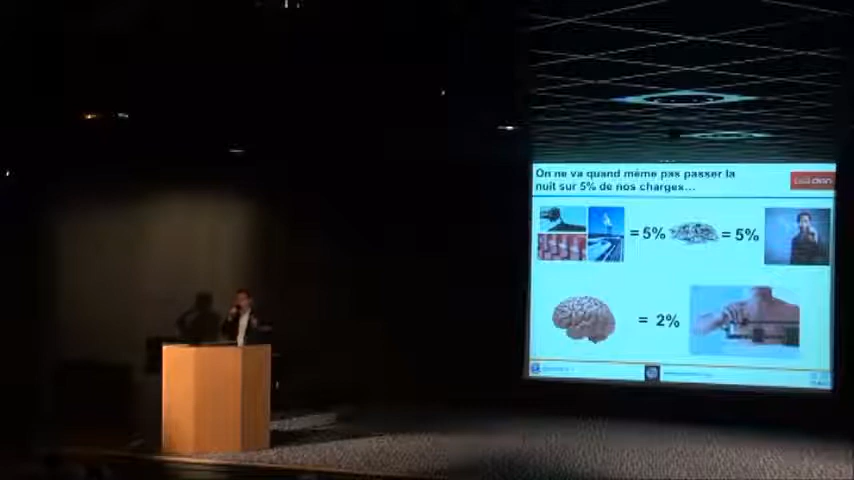 On ne va quand même pas passer la
nuit sur 5% de nos charges...
= 5%
= 5%
= 2%